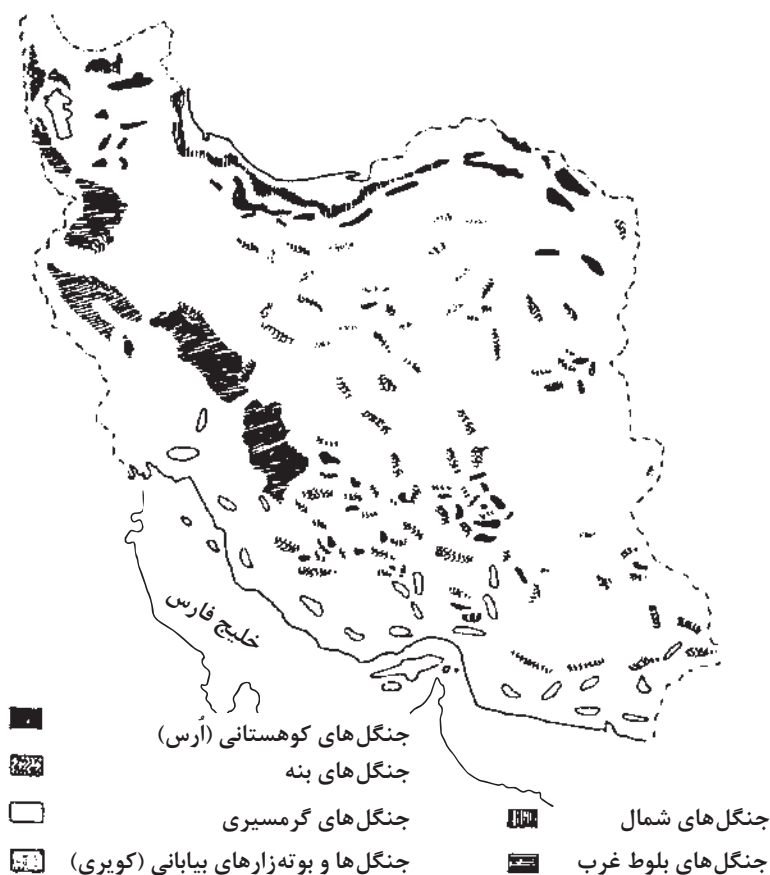 خلیج فارس
جنگل‌های کوهستانی (اُرس)
جنگل‌های بنه
جنگل‌های گرمسیری
جنگل‌ها و بوته‌زارهای بیابانی (کویری)
جنگل‌های شمال
جنگل‌های بلوط غرب